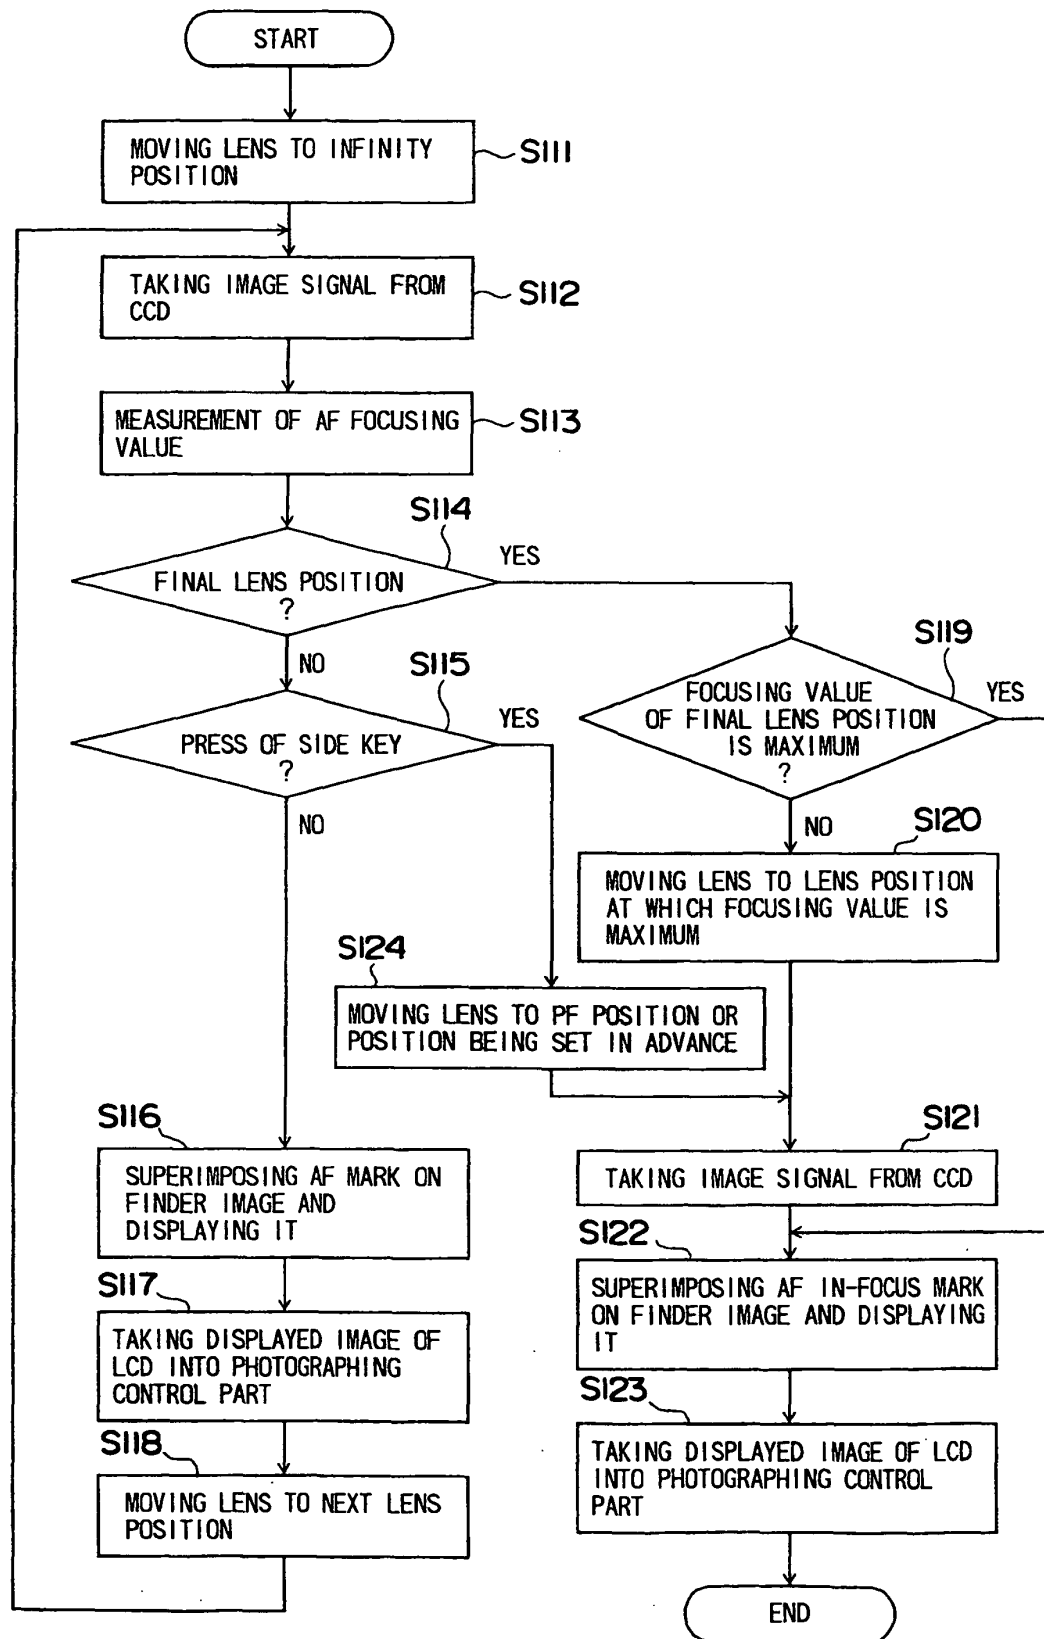 START
MOVING LENS TO INFINITY
POSITION
S111
TAKING IMAGE SIGNAL FROM
CCD
S112
MEASUREMENT OF AF FOCUSING
VALUE
S113
S114
FINAL LENS POSITION
?
YES
NO
S115
PRESS OF SIDE KEY
?
YES
NO
S119
FOCUSING VALUE
OF FINAL LENS POSITION
IS MAXIMUM
?
YES
NO
S120
MOVING LENS TO LENS POSITION
AT WHICH FOCUSING VALUE IS
MAXIMUM
S124
MOVING LENS TO PF POSITION OR
POSITION BEING SET IN ADVANCE
S116
SUPERIMPOSING AF MARK ON
FINDER IMAGE AND
DISPLAYING IT
S117
TAKING DISPLAYED IMAGE OF
LCD INTO PHOTOGRAPHING
CONTROL PART
S118
MOVING LENS TO NEXT LENS
POSITION
S121
TAKING IMAGE SIGNAL FROM CCD
S122
SUPERIMPOSING AF IN-FOCUS MARK
ON FINDER IMAGE AND DISPLAYING
IT
S123
TAKING DISPLAYED IMAGE OF LCD
INTO PHOTOGRAPHING CONTROL
PART
END